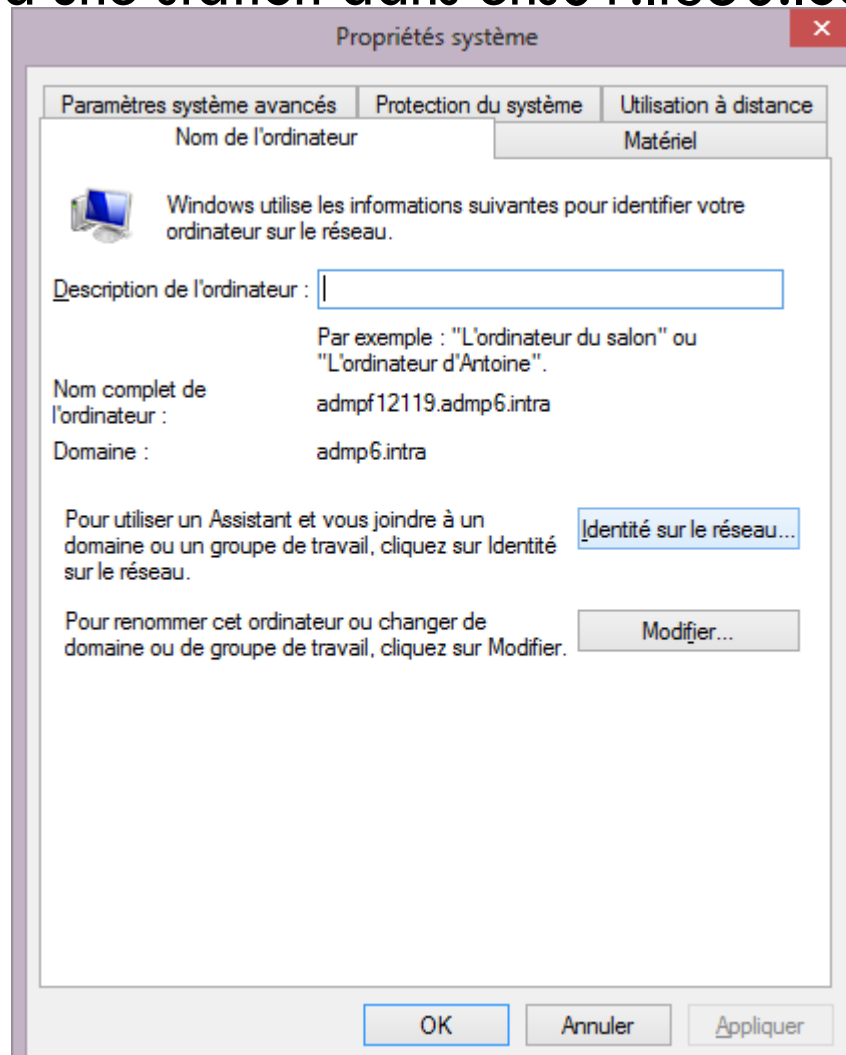 Propriétés système
Paramètres système avancés
Protection du système
Utilisation à distance
Nom de l'ordinateur
Matériel
Windows utilise les informations suivantes pour identifier votre
ordinateur sur le réseau.
Description de l'ordinateur :
Par exemple : "L'ordinateur du salon" ou
"L'ordinateur d'Antoine".
Nom complet de
l'ordinateur :
admpf12119.admp6.intra
Domaine :
admp6.intra
Pour utiliser un Assistant et vous joindre à un
domaine ou un groupe de travail, cliquez sur Identité
sur le réseau.
Identité sur le réseau...
Pour renommer cet ordinateur ou changer de
domaine ou de groupe de travail, cliquez sur Modifier.
Modifier...
OK
Annuler
Appliquer